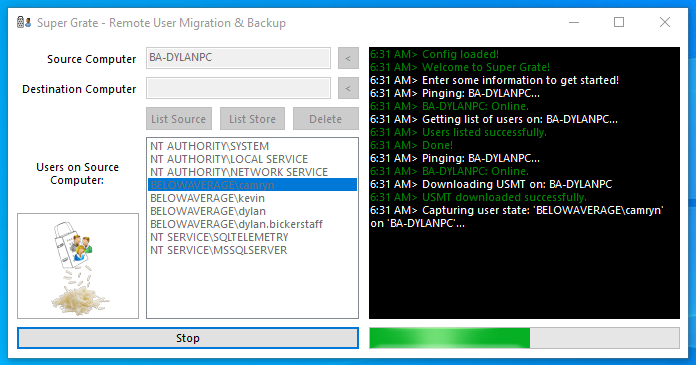 Super Grate - Remote User Migration & Backup
Source Computer
BA-DYLANPC
<
Destination Computer
<
List Source
List Store
Delete
Users on Source
Computer:
NT AUTHORITY\SYSTEM
NT AUTHORITY\LOCAL SERVICE
NT AUTHORITY\NETWORK SERVICE
BELOWAVERAGE\camryn
BELOWAVERAGE\kevin
BELOWAVERAGE\dylan
BELOWAVERAGE\dylan.bickerstaff
NT SERVICE\SQLTELEMETRY
NT SERVICE\MSSQLSERVER
Stop
6:31 AM> Config loaded!
6:31 AM> Welcome to Super Grate!
6:31 AM> Enter some information to get started!
6:31 AM> Pinging: BA-DYLANPC...
6:31 AM> BA-DYLANPC: Online.
6:31 AM> Getting list of users on: BA-DYLANPC...
6:31 AM> Users listed successfully.
6:31 AM> Done!
6:31 AM> Pinging: BA-DYLANPC...
6:31 AM> BA-DYLANPC: Online.
6:31 AM> Downloading USMT on: BA-DYLANPC
6:31 AM> USMT downloaded successfully.
6:31 AM> Capturing user state: 'BELOWAVERAGE\camryn'
on 'BA-DYLANPC'...